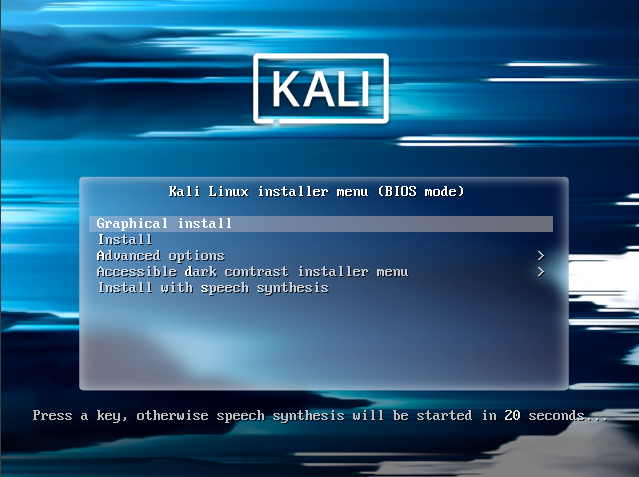 KALI
Kali Linux installer menu (BIOS mode)
Graphical install
Install
Advanced options >
Accessible dark contrast installer menu >
Install with speech synthesis
Press a key, otherwise speech synthesis will be started in 20 seconds...